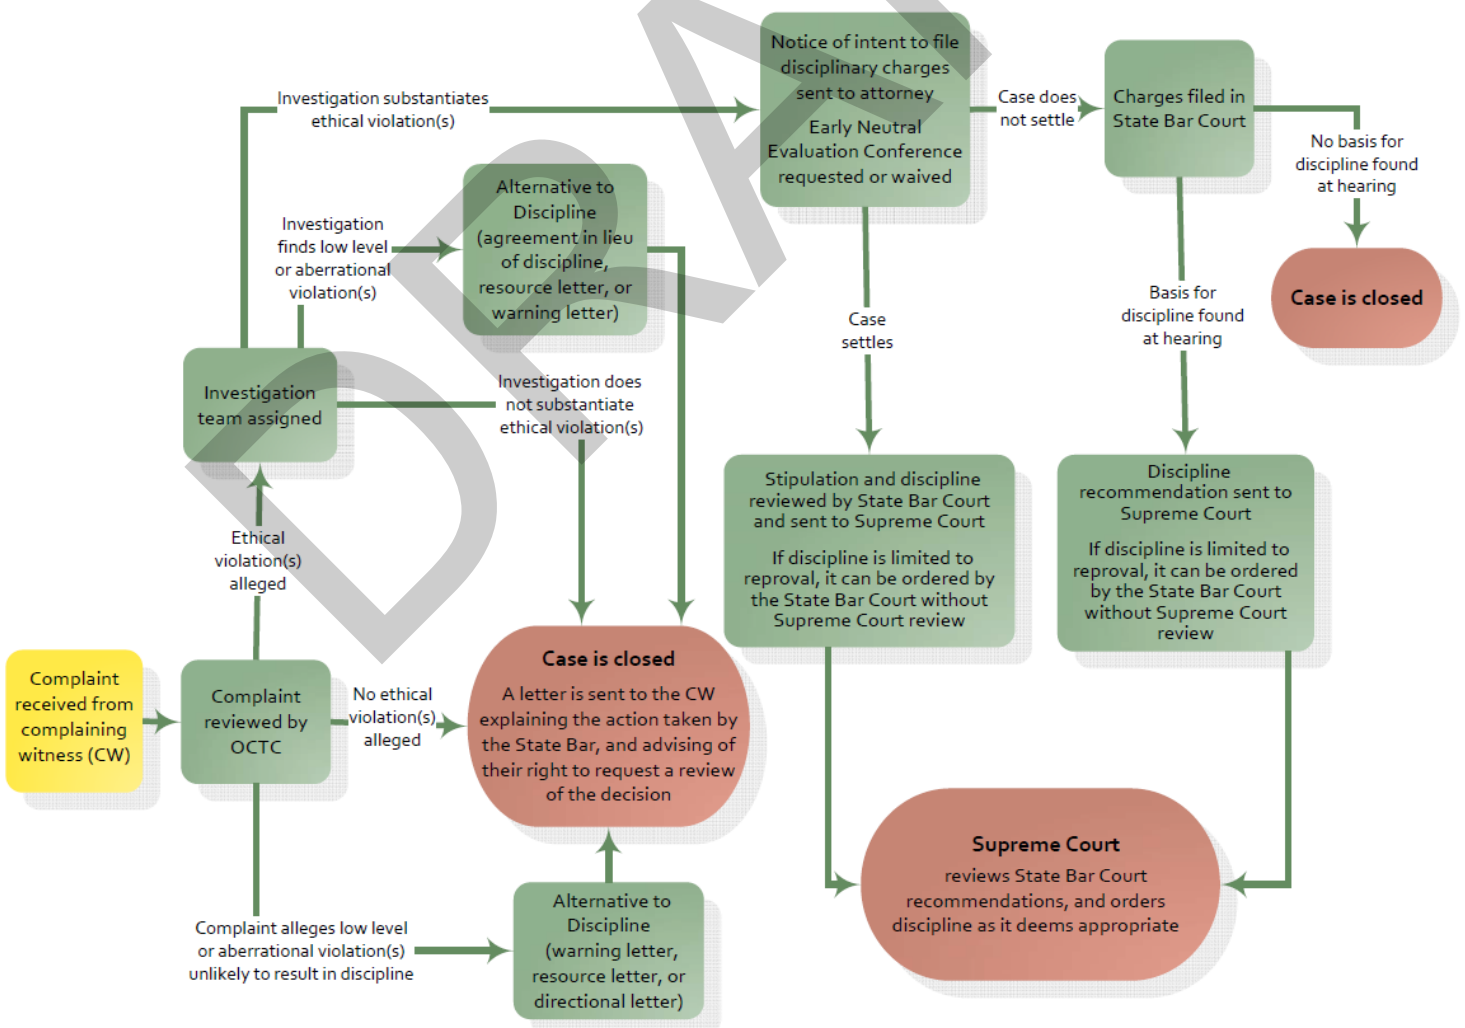 Notice of intent to file
disciplinary charges
sent to attorney
Early Neutral
Evaluation Conference
requested or waived
Case does
not settle
Charges filed in
State Bar Court
No basis for
discipline found
at hearing
Case is closed
Investigation substantiates
ethical violation(s)
Alternative to
Discipline
(agreement in lieu
of discipline,
resource letter, or
warning letter)
Investigation
finds low level
or aberrational
violation(s)
Case
settles
Basis for
discipline found
at hearing
Investigation
team assigned
Investigation does
not substantiate
ethical violation(s)
Stipulation and discipline
reviewed by State Bar Court
and sent to Supreme Court
If discipline is limited to
reproval, it can be ordered by
the State Bar Court without
Supreme Court review
Discipline
recommendation sent to
Supreme Court
If discipline is limited to
reproval, it can be ordered
by the State Bar Court
without Supreme Court
review
Ethical
violation(s)
alleged
Complaint
received from
complaining
witness (CW)
Complaint
reviewed by
OCTC
No ethical
violation(s)
alleged
Case is closed
A letter is sent to the CW
explaining the action taken by
the State Bar, and advising of
their right to request a review
of the decision
Supreme Court
reviews State Bar Court
recommendations, and orders
discipline as it deems appropriate
Complaint alleges low level
or aberrational violation(s)
unlikely to result in discipline
Alternative to
Discipline
(warning letter,
resource letter, or
directional letter)
DRA